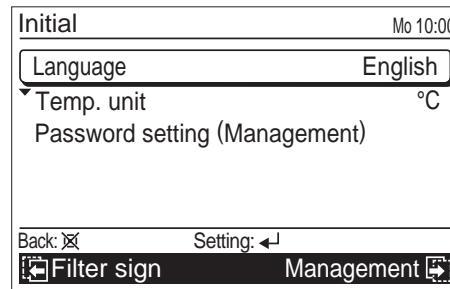 Initial Mo 10:00
Language English
Temp. unit °C
Password setting (Management)
Back: Setting:
Filter sign Management